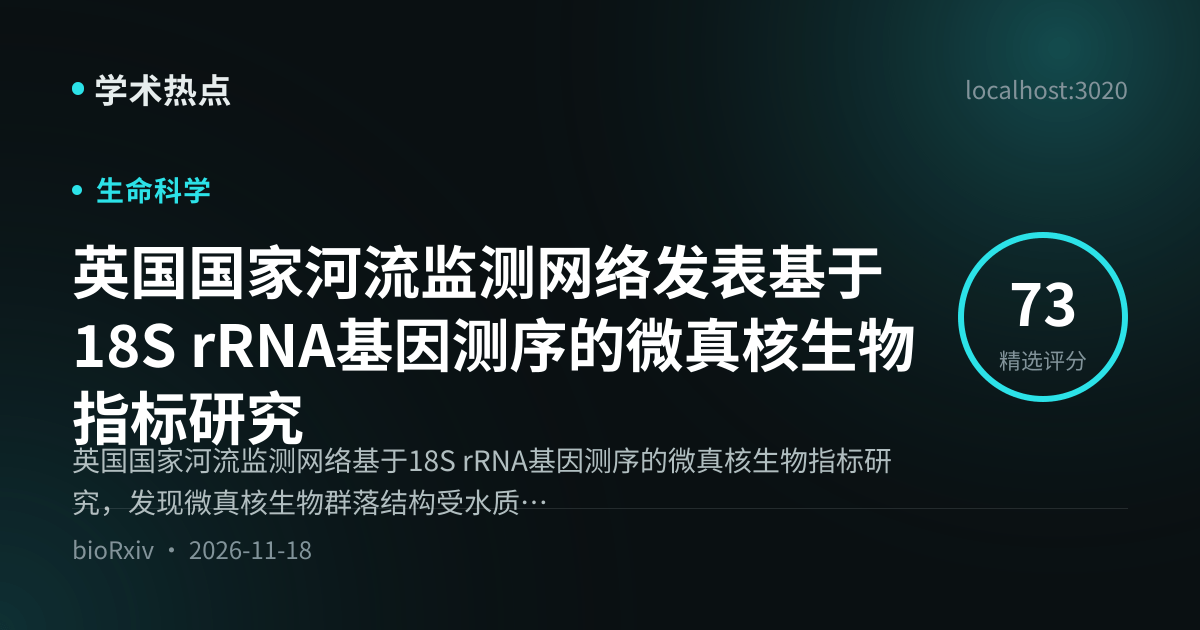 学术热点
localhost:3020
生命科学
英国国家河流监测网络发表基于
18S rRNA基因测序的微真核生物
指标研究
73
精选评分
英国国家河流监测网络基于18S rRNA基因测序的微真核生物指标研
究，发现微真核生物群落结构受水质…
bioRxiv • 2026-11-18